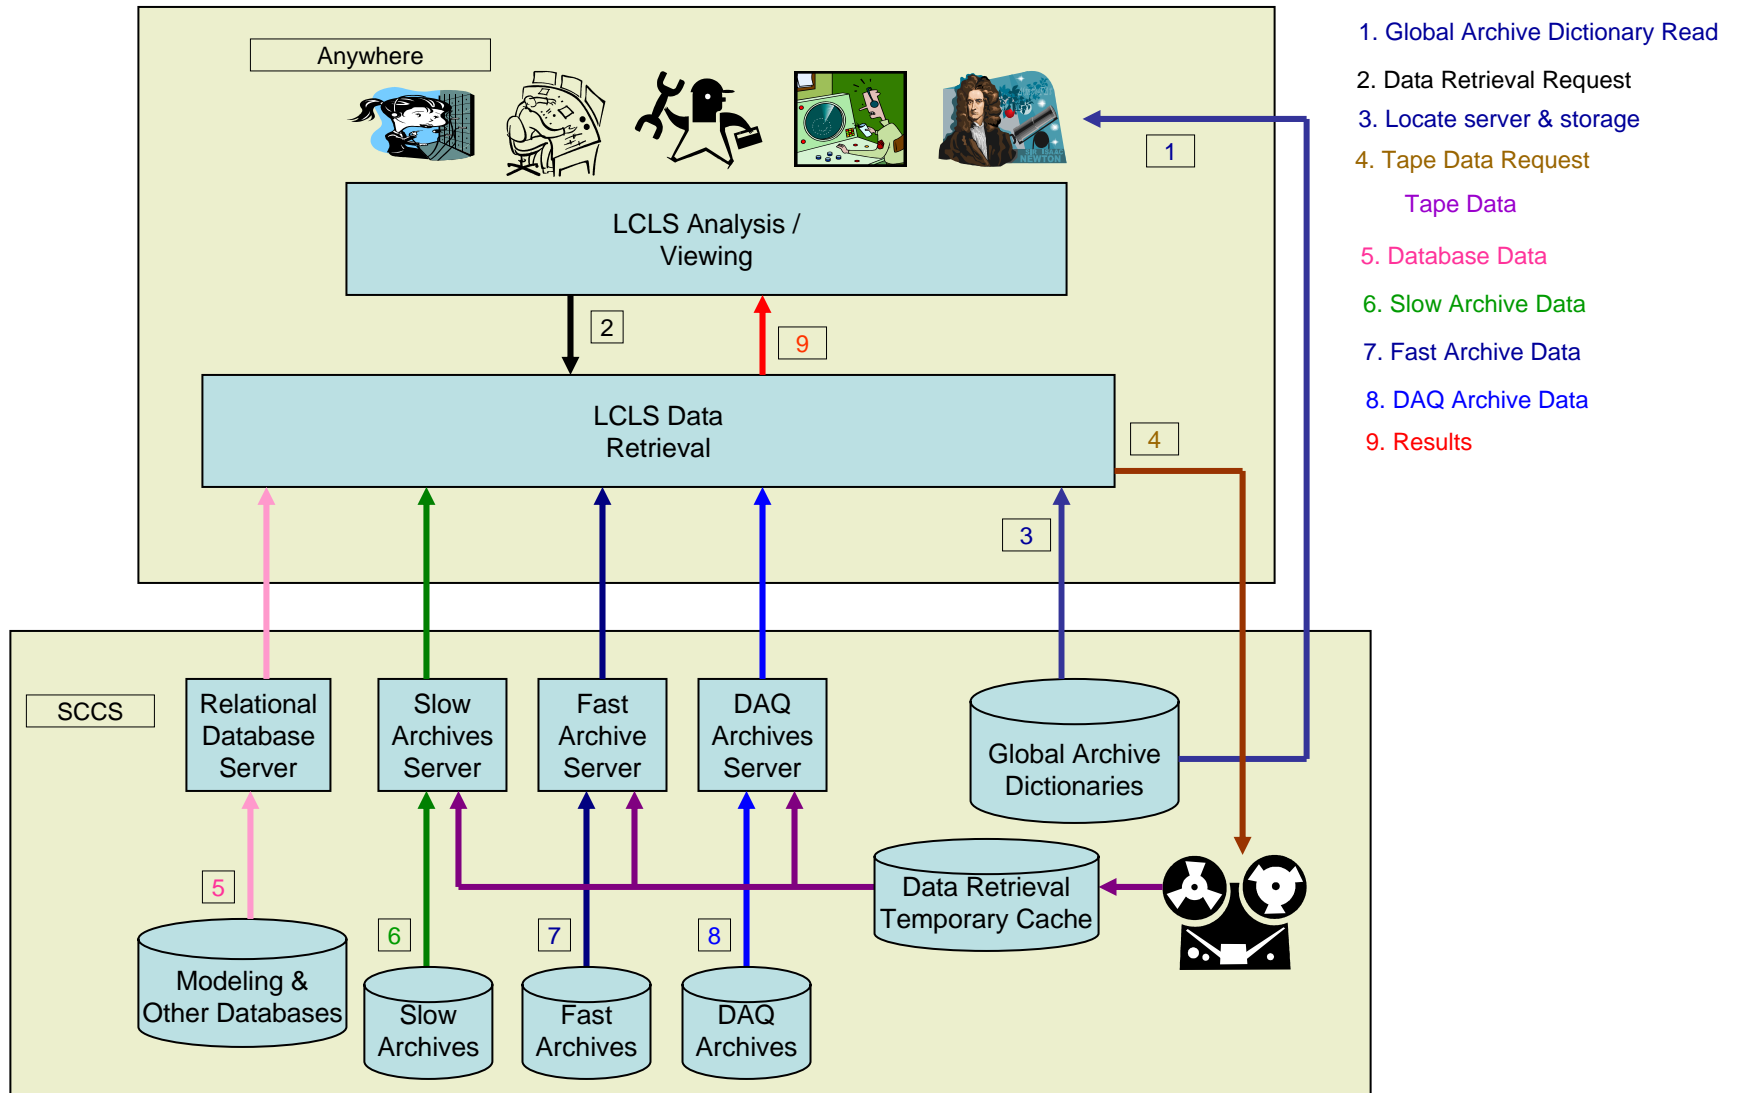 Anywhere
SIR ISAAC
NEWTON
1
LCLS Analysis /
Viewing
2
9
LCLS Data
Retrieval
4
3
SCCS
Relational
Database
Server
Slow
Archives
Server
Fast
Archive
Server
DAQ
Archives
Server
Global Archive
Dictionaries
Data Retrieval
Temporary Cache
5
6
7
8
Modeling &
Other Databases
Slow
Archives
Fast
Archives
DAQ
Archives
1. Global Archive Dictionary Read
2. Data Retrieval Request
3. Locate server & storage
4. Tape Data Request
Tape Data
5. Database Data
6. Slow Archive Data
7. Fast Archive Data
8. DAQ Archive Data
9. Results